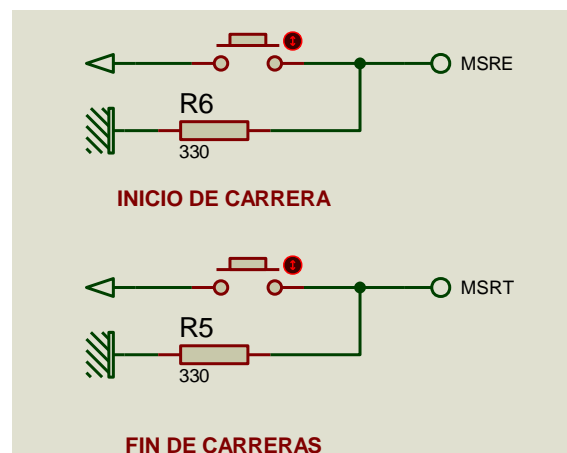 MSRE
R6
330
INICIO DE CARRERA
MSRT
R5
330
FIN DE CARRERAS